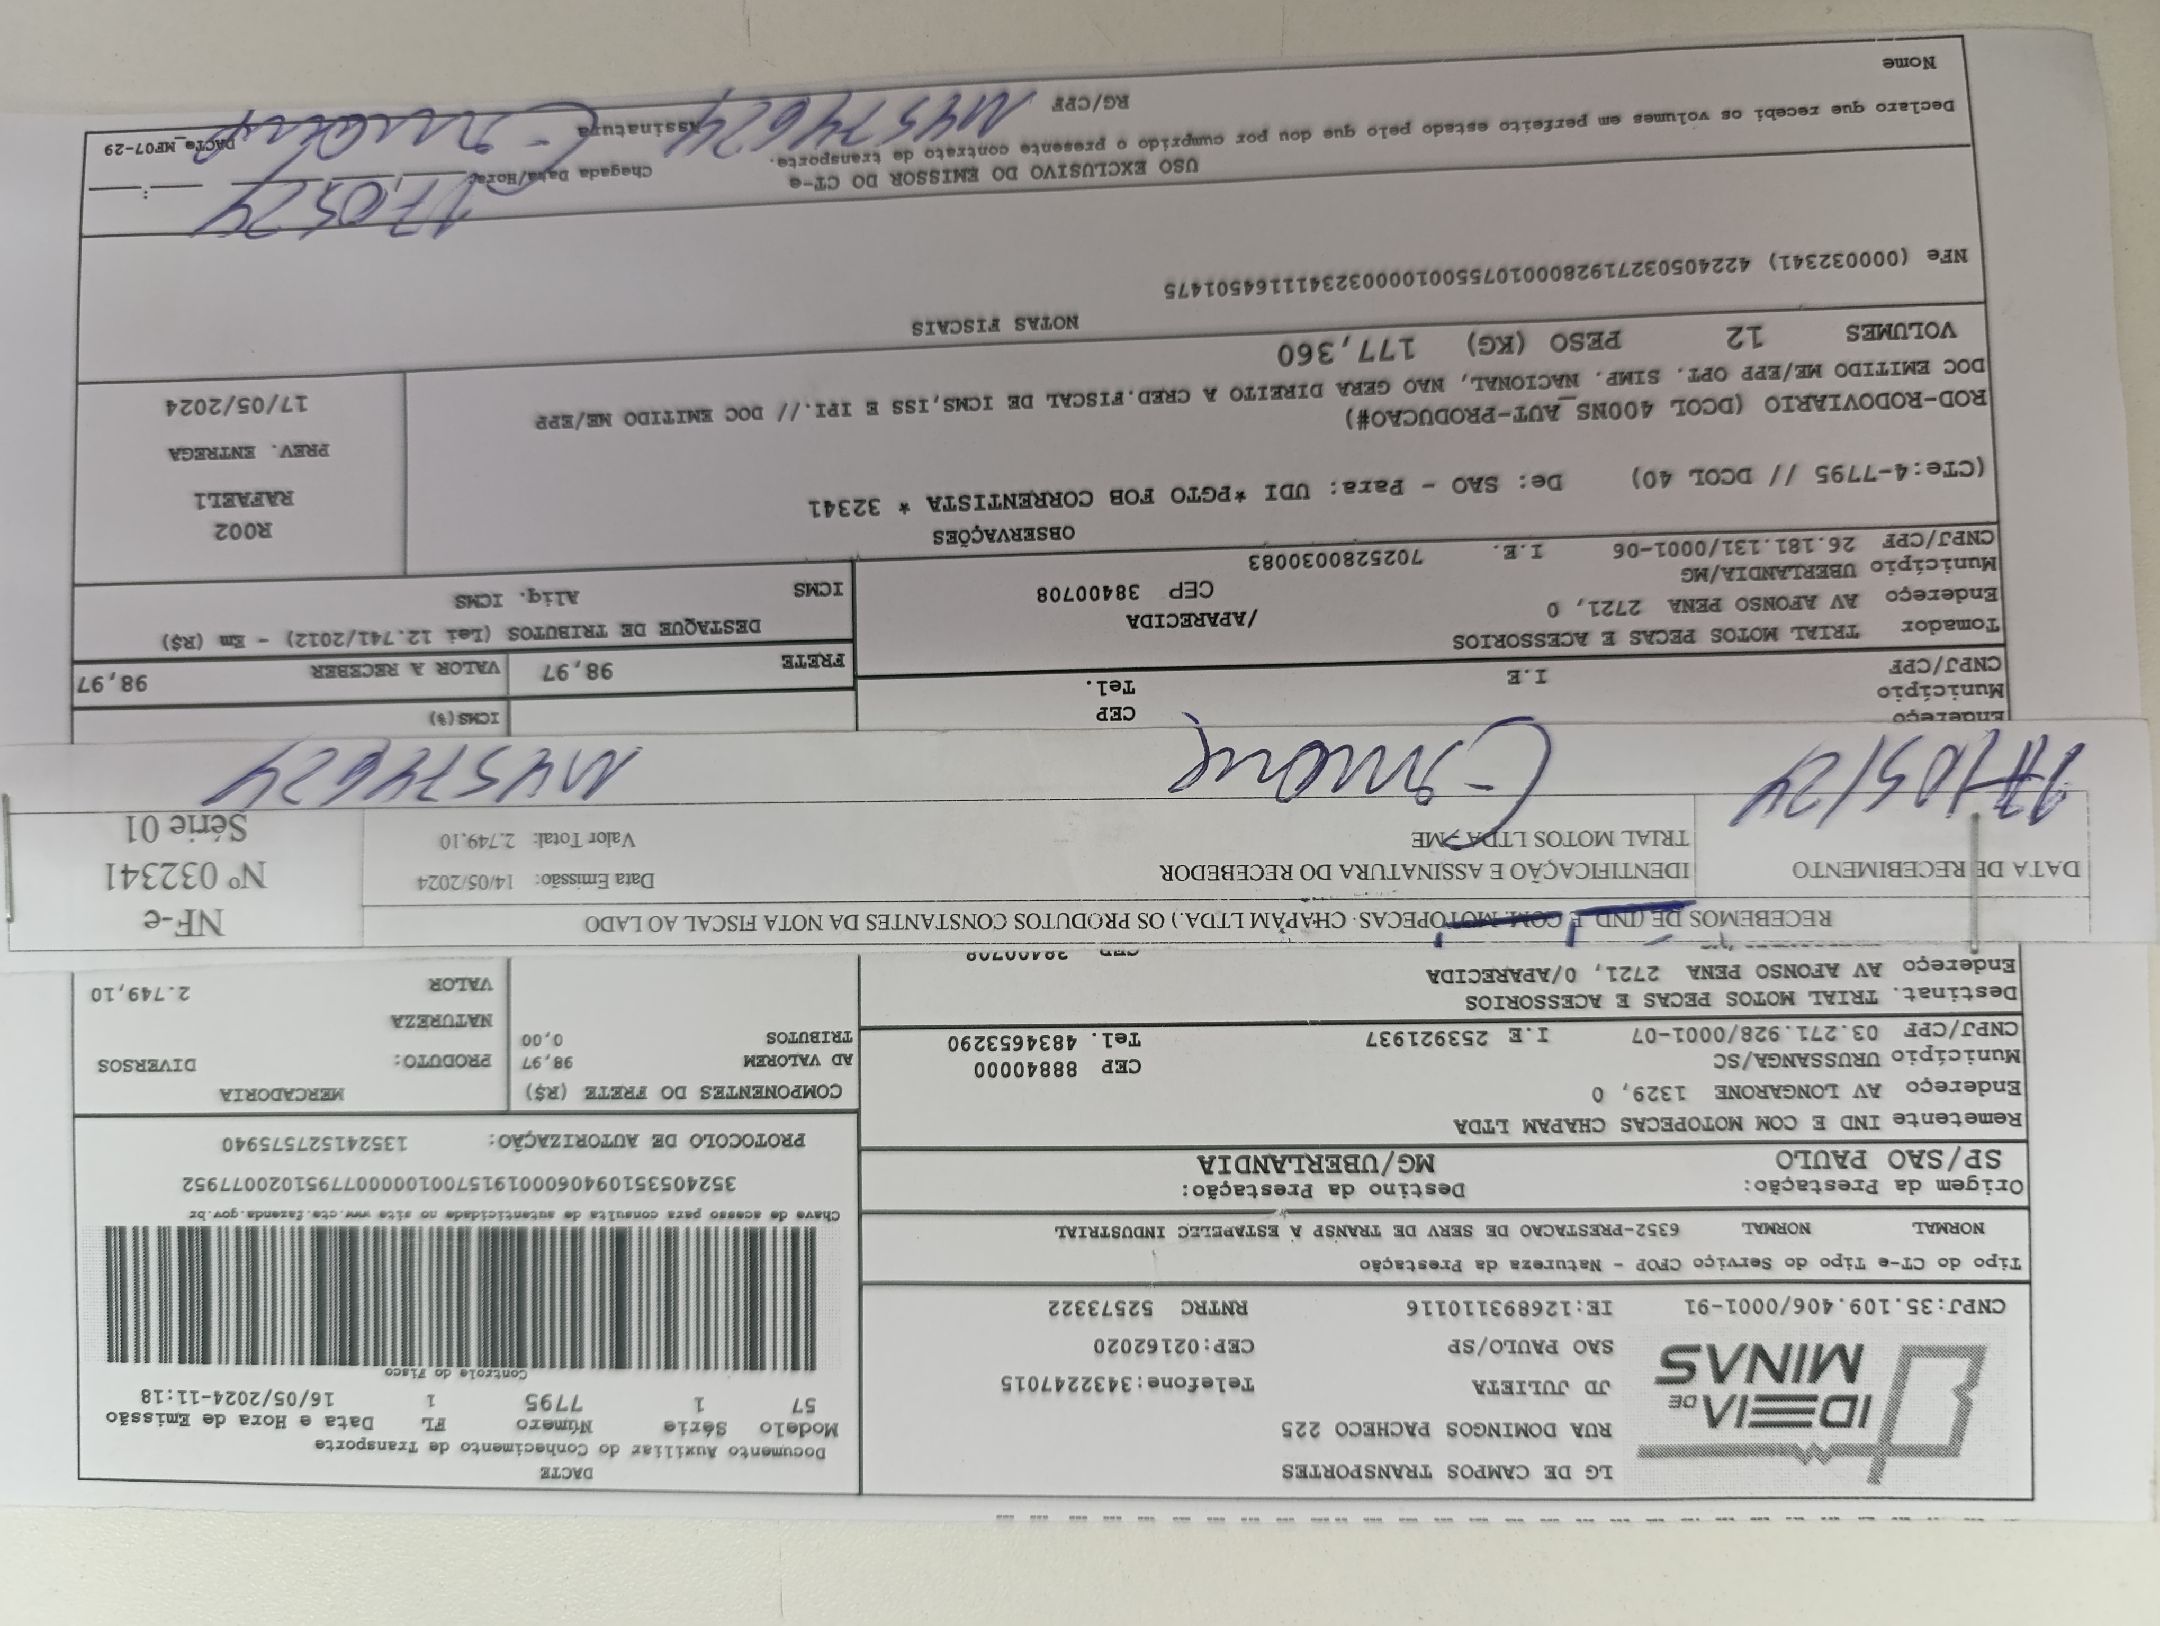 LG DE CAMPOS TRANSPORTES
RUA DOMINGOS PACHECO 225
JD JULIETA Telefone:3432247015
SAO PAULO/SP CEP:02162020
CNPJ:35.109.406/0001-91 IE:126893110116 RNTRC 52573322
IDEIA DE
MINAS
DACTE
Documento Auxiliar do Conhecimento de Transporte
Modelo Série Número FL Data e Hora de Emissão
57 1 7795 1 16/05/2024-11:18
Controle do Fisco
Chave de acesso para consulta de autenticidade no site www.cte.fazenda.gov.br
35240535109406000191570010000077951020077952
PROTOCOLO DE AUTORIZAÇÃO: 135241527575940
Tipo do CT-e Tipo do Serviço CFOP - Natureza da Prestação
NORMAL NORMAL 6352-PRESTACAO DE SERV DE TRANSP A ESTAPELEC INDUSTRIAL
Origem da Prestação: Destino da Prestação:
SP/SAO PAULO MG/UBERLANDIA
Remetente IND E COM MOTOPECAS CHAPAM LTDA
Endereço AV LONGARONE 1329, 0
Município URUSSANGA/SC CEP 88840000
CNPJ/CPF 03.271.928/0001-07 I.E 253921937 Tel. 4834653290
Destinat. TRIAL MOTOS PECAS E ACESSORIOS
Endereço AV AFONSO PENA 2721, 0/APARECIDA
CEP 38400708
COMPONENTES DO FRETE (R$)
AD VALOREM 98,97
TRIBUTOS 0,00
MERCADORIA
PRODUTO: DIVERSOS
NATUREZA
VALOR 2.749,10
RECEBEMOS DE (IND E COM MOTOPECAS CHAPAM LTDA.) OS PRODUTOS CONSTANTES DA NOTA FISCAL AO LADO
DATA DE RECEBIMENTO
IDENTIFICAÇÃO E ASSINATURA DO RECEBEDOR
TRIAL MOTOS LTDA - ME
Data Emissão: 14/05/2024
Valor Total: 2.749,10
NF-e
Nº 032341
Série 01
17/05/24
114574624
Endereço CEP
Município Tel.
CNPJ/CPF I.E
ICMS(%)
FRETE 98,97 VALOR A RECEBER 98,97
Tomador TRIAL MOTOS PECAS E ACESSORIOS
Endereço AV AFONSO PENA 2721, 0 /APARECIDA
Município UBERLANDIA/MG CEP 38400708
CNPJ/CPF 26.181.131/0001-06 I.E. 7025280030083
DESTAQUE DE TRIBUTOS (Lei 12.741/2012) - Em (R$)
ICMS Aliq. ICMS
OBSERVAÇÕES
(CTe:4-7795 // DCOL 40) De: SAO - Para: UDI *PGTO FOB CORRENTISTA * 32341
ROD-RODOVIARIO (DCOL 400NS_AUT-PRODUCAO#)
DOC EMITIDO ME/EPP OPT. SIMP. NACIONAL, NAO GERA DIREITO A CRED.FISCAL DE ICMS,ISS E IPI.// DOC EMITIDO ME/EPP
VOLUMES 12 PESO (KG) 177,360
R002
RAFAEL1
PREV. ENTREGA
17/05/2024
NOTAS FISCAIS
NFe (000032341) 422405032719280001075500100003234111164501475
USO EXCLUSIVO DO EMISSOR DO CT-e
Declaro que recebi os volumes em perfeito estado pelo que dou por cumprido o presente contrato de transporte.
Chegada Data/Hora: 17,05,24
Nome RG/CPF 114574624 Assinatura
DACTe_MF07-29